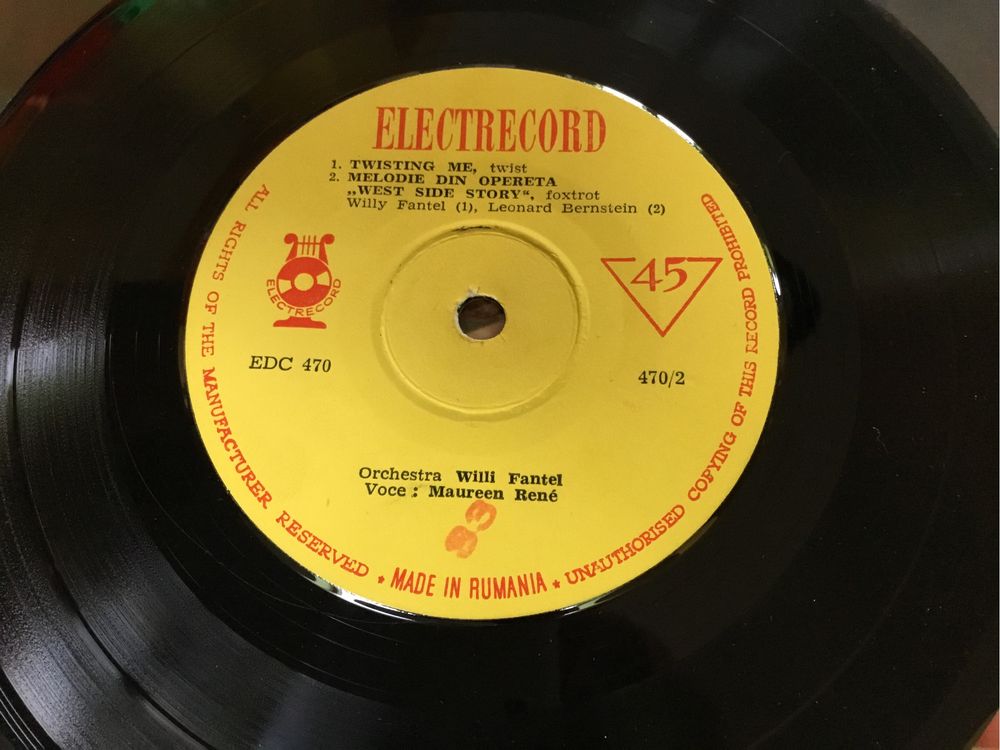 ELECTRECORD
1. TWISTING ME, twist
2. MELODIE DIN OPERETA
„WEST SIDE STORY“, foxtrot
Willy Fantel (1), Leonard Bernstein (2)
ELECTRECORD
45
EDC 470
470/2
Orchestra Willi Fantel
Voce : Maureen René
ALL RIGHTS OF THE MANUFACTURER RESERVED * MADE IN RUMANIA * UNAUTHORISED COPYING OF THIS RECORD PROHIBITED